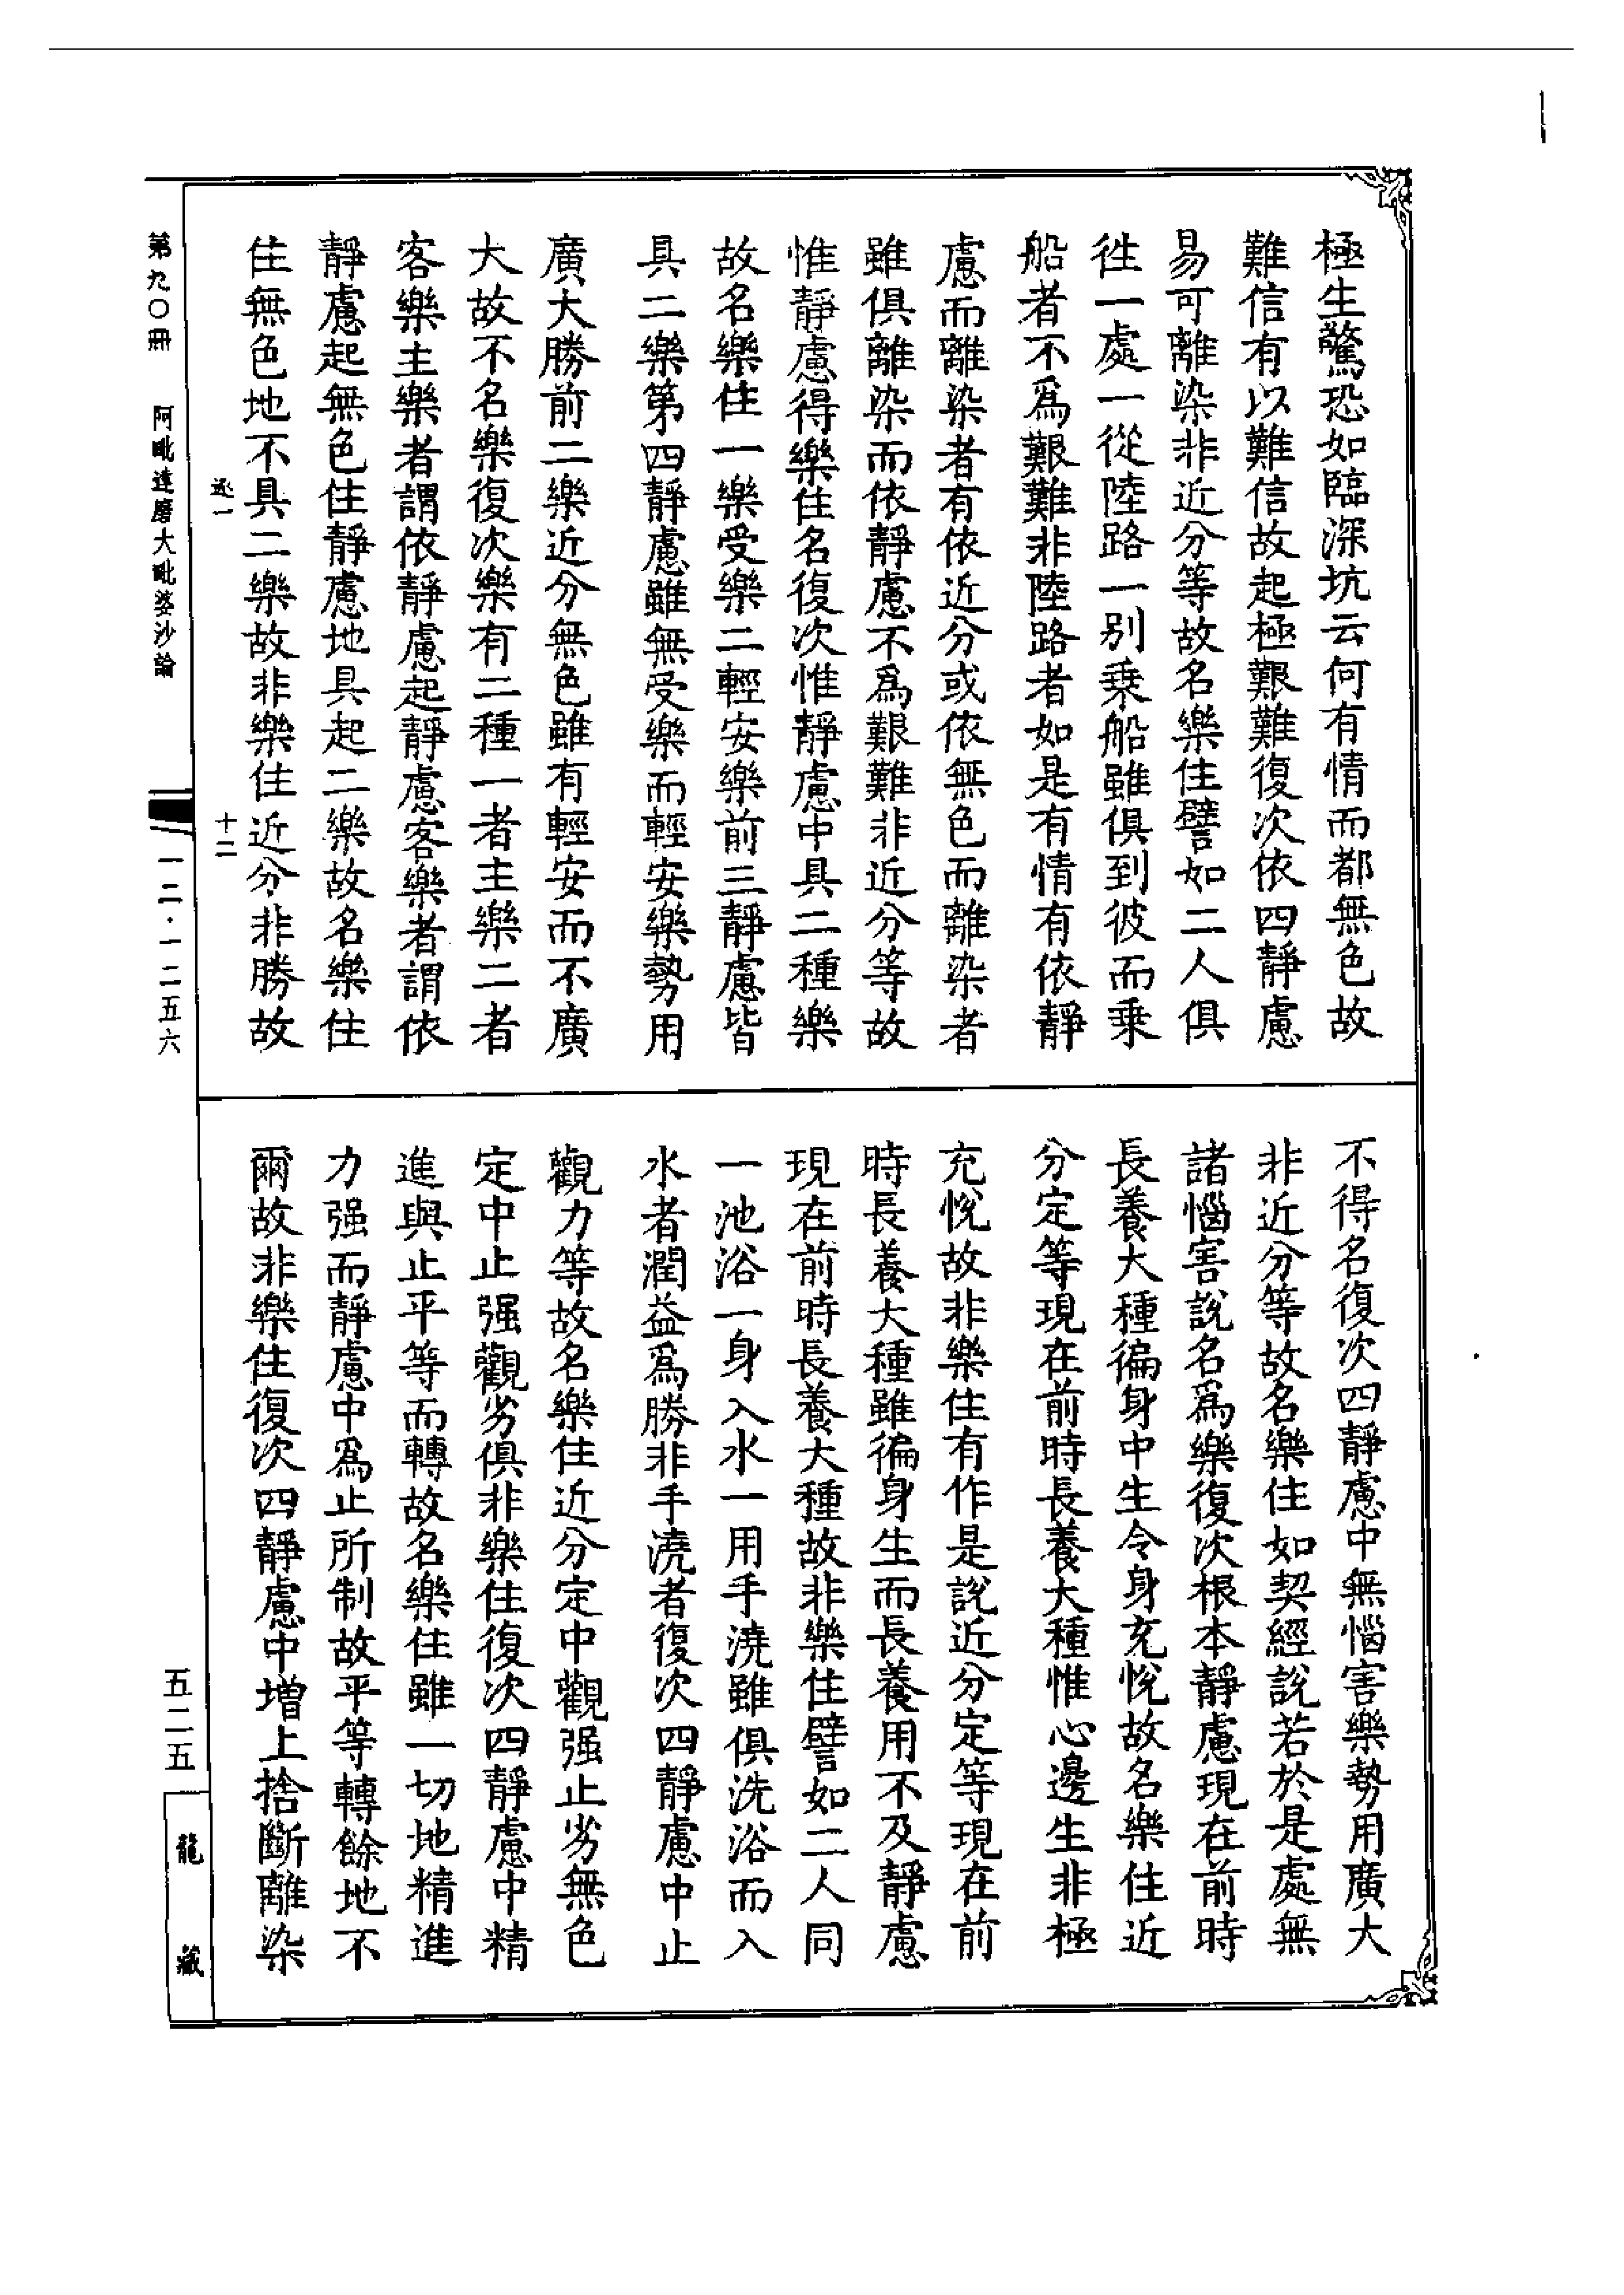 極生驚恐如臨深坑云何有情而都無色故
難信有以難信故起極艱難復次依四靜慮
易可離染非近分等故名樂住譬如二人俱
徃一處一從陸路一別乗船雖俱到彼而乗
船者不爲艱難非陸路者如是有情有依靜
慮而離染者有依近分或依無色而離染者
雖俱離染而依靜慮不爲艱難非近分等故
惟靜慮得樂住名復次惟靜慮中具二種樂
故名樂住一樂受樂二輕安樂前三靜慮皆
具二樂第四靜慮雖無受樂而輕安樂勢用
廣大勝前二樂近分無色雖有輕安而不廣
大故不名樂復次樂有二種一者主樂二者
客樂主樂者謂依靜慮起靜慮客樂者謂依
靜慮起無色住靜慮地具起二樂故名樂住
住無色地不具二樂故非樂住近分非勝故
不得名復次四靜慮中無惱害樂勢用廣大
非近分等故名樂住如契經說若於是處無
諸惱害說名爲樂復次根本靜慮現在前時
長養大種徧身中生令身充悅故名樂住近
分定等現在前時長養大種惟心邊生非極
充悅故非樂住有作是說近分定等現在前
時長養大種雖徧身生而長養用不及靜慮
現在前時長養大種故非樂住譬如二人同
一池浴一身入水一用手澆雖俱洗浴而入
水者潤益爲勝非手澆者復次四靜慮中止
觀力等故名樂住近分定中觀强止劣無色
定中止强觀劣俱非樂住復次四靜慮中精
進與止平等而轉故名樂住雖一切地精進
力强而靜慮中爲止所制故平等轉餘地不
爾故非樂住復次四靜慮中增上捨斷離染
第九〇冊 阿毗達磨大毗婆沙論
一二·一二五六
十二
五二五
龍藏